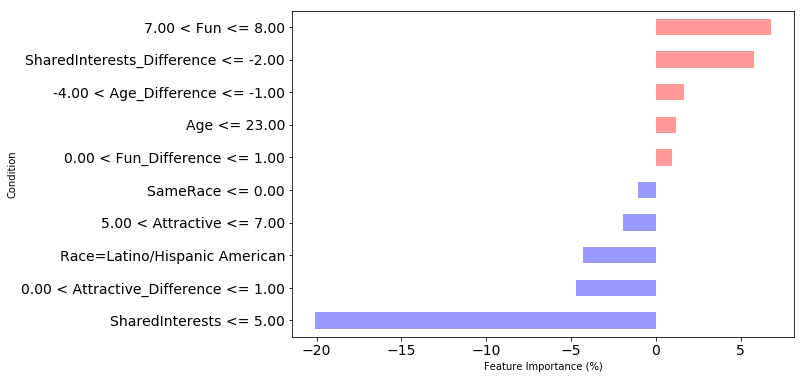 7.00 < Fun <= 8.00
SharedInterests_Difference <= -2.00
-4.00 < Age_Difference <= -1.00
Age <= 23.00
0.00 < Fun_Difference <= 1.00
SameRace <= 0.00
5.00 < Attractive <= 7.00
Race=Latino/Hispanic American
0.00 < Attractive_Difference <= 1.00
SharedInterests <= 5.00
Condition
−20 −15 −10 −5 0 5
Feature Importance (%)